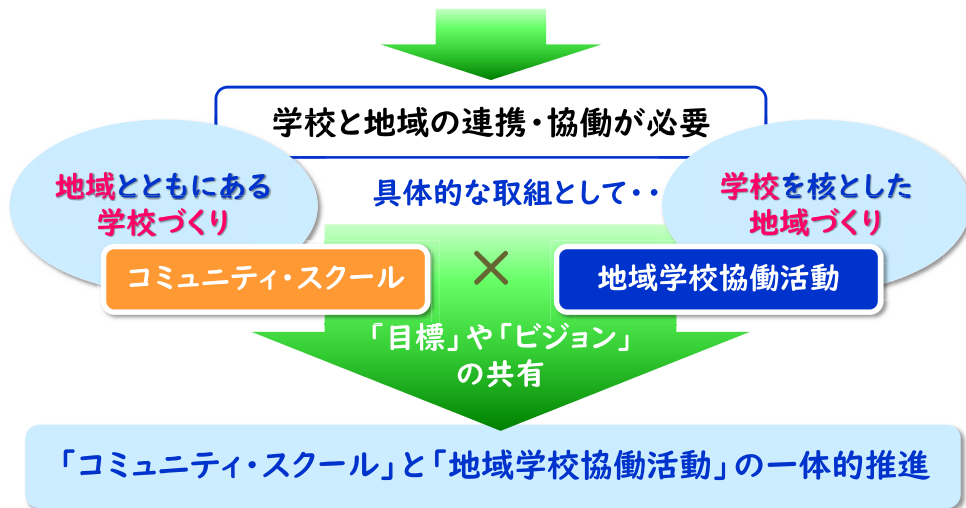 学校と地域の連携・協働が必要
具体的な取組として・・
地域とともにある
学校づくり
学校を核とした
地域づくり
コミュニティ・スクール
×
地域学校協働活動
「目標」や「ビジョン」
の共有
「コミュニティ・スクール」と「地域学校協働活動」の一体的推進